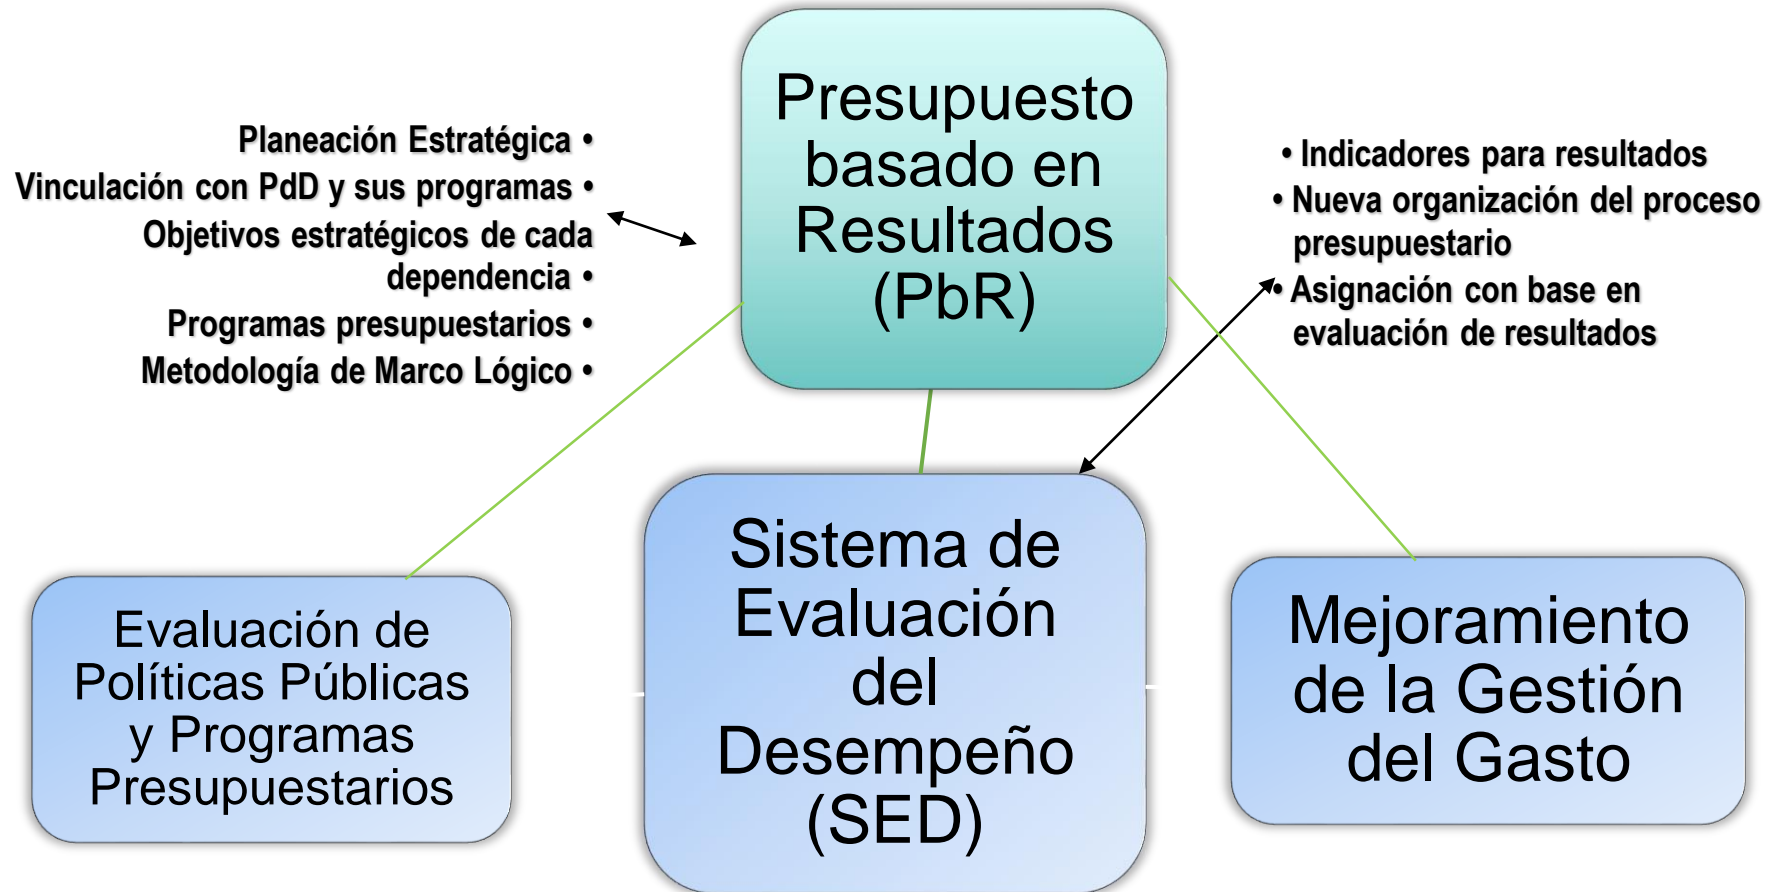 Presupuesto
basado en
Resultados
(PbR)
Planeación Estratégica •
Vinculación con PdD y sus programas •
Objetivos estratégicos de cada
dependencia •
Programas presupuestarios •
Metodología de Marco Lógico •
• Indicadores para resultados
• Nueva organización del proceso
presupuestario
• Asignación con base en
evaluación de resultados
Evaluación de
Políticas Públicas
y Programas
Presupuestarios
Sistema de
Evaluación
del
Desempeño
(SED)
Mejoramiento
de la Gestión
del Gasto